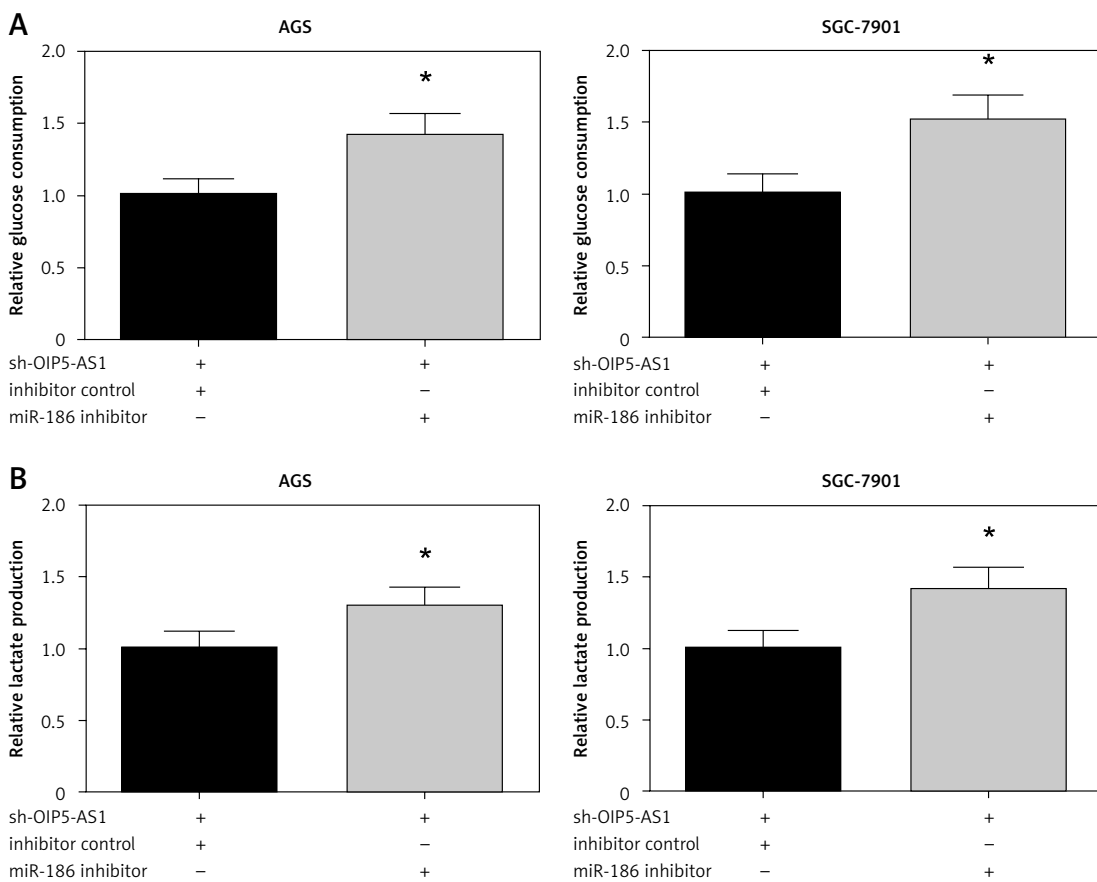 A
AGS
SGC-7901
Relative glucose consumption
2.0
1.5
1.0
0.5
0
*
sh-OIP5-AS1 + +
inhibitor control + –
miR-186 inhibitor – +
Relative glucose consumption
2.0
1.5
1.0
0.5
0
*
sh-OIP5-AS1 + +
inhibitor control + –
miR-186 inhibitor – +
B
AGS
SGC-7901
Relative lactate production
2.0
1.5
1.0
0.5
0
*
sh-OIP5-AS1 + +
inhibitor control + –
miR-186 inhibitor – +
Relative lactate production
2.0
1.5
1.0
0.5
0
*
sh-OIP5-AS1 + +
inhibitor control + –
miR-186 inhibitor – +